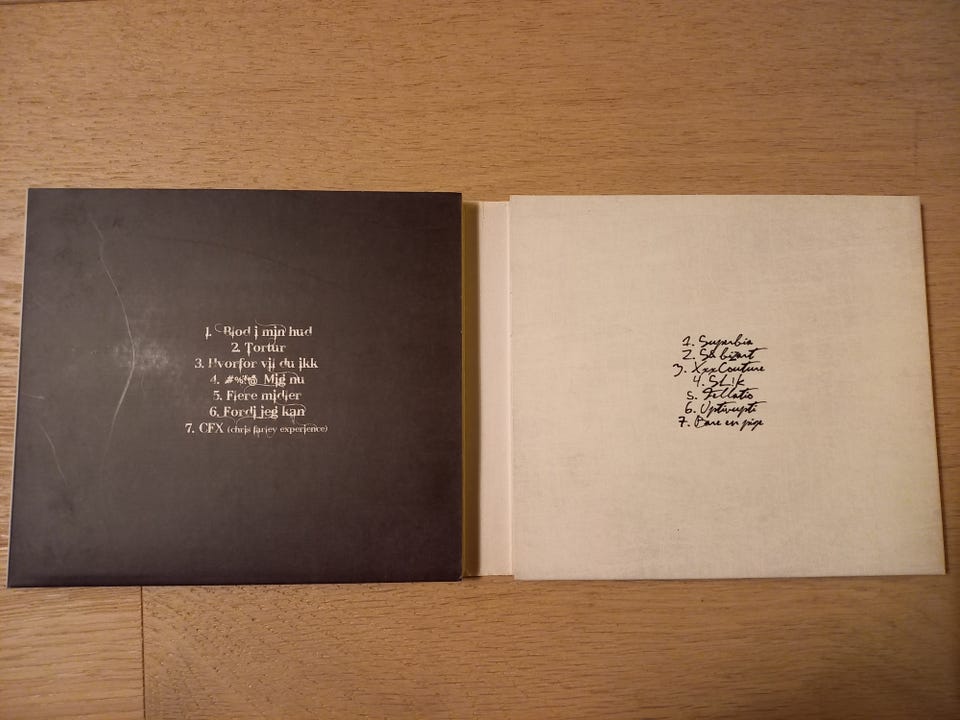 1. Blod i min hud
2. Tortur
3. Hvorfor vil du ikk
4. #%!*@ Mig nu
5. Flere midler
6. Fordi jeg kan
7. CFX (chris farley experience)
1. Superbia
2. Så bizart
3. XxxCouture
4. Sl!k
5. Fellatio
6. Uptivupti
7. Bare en pige